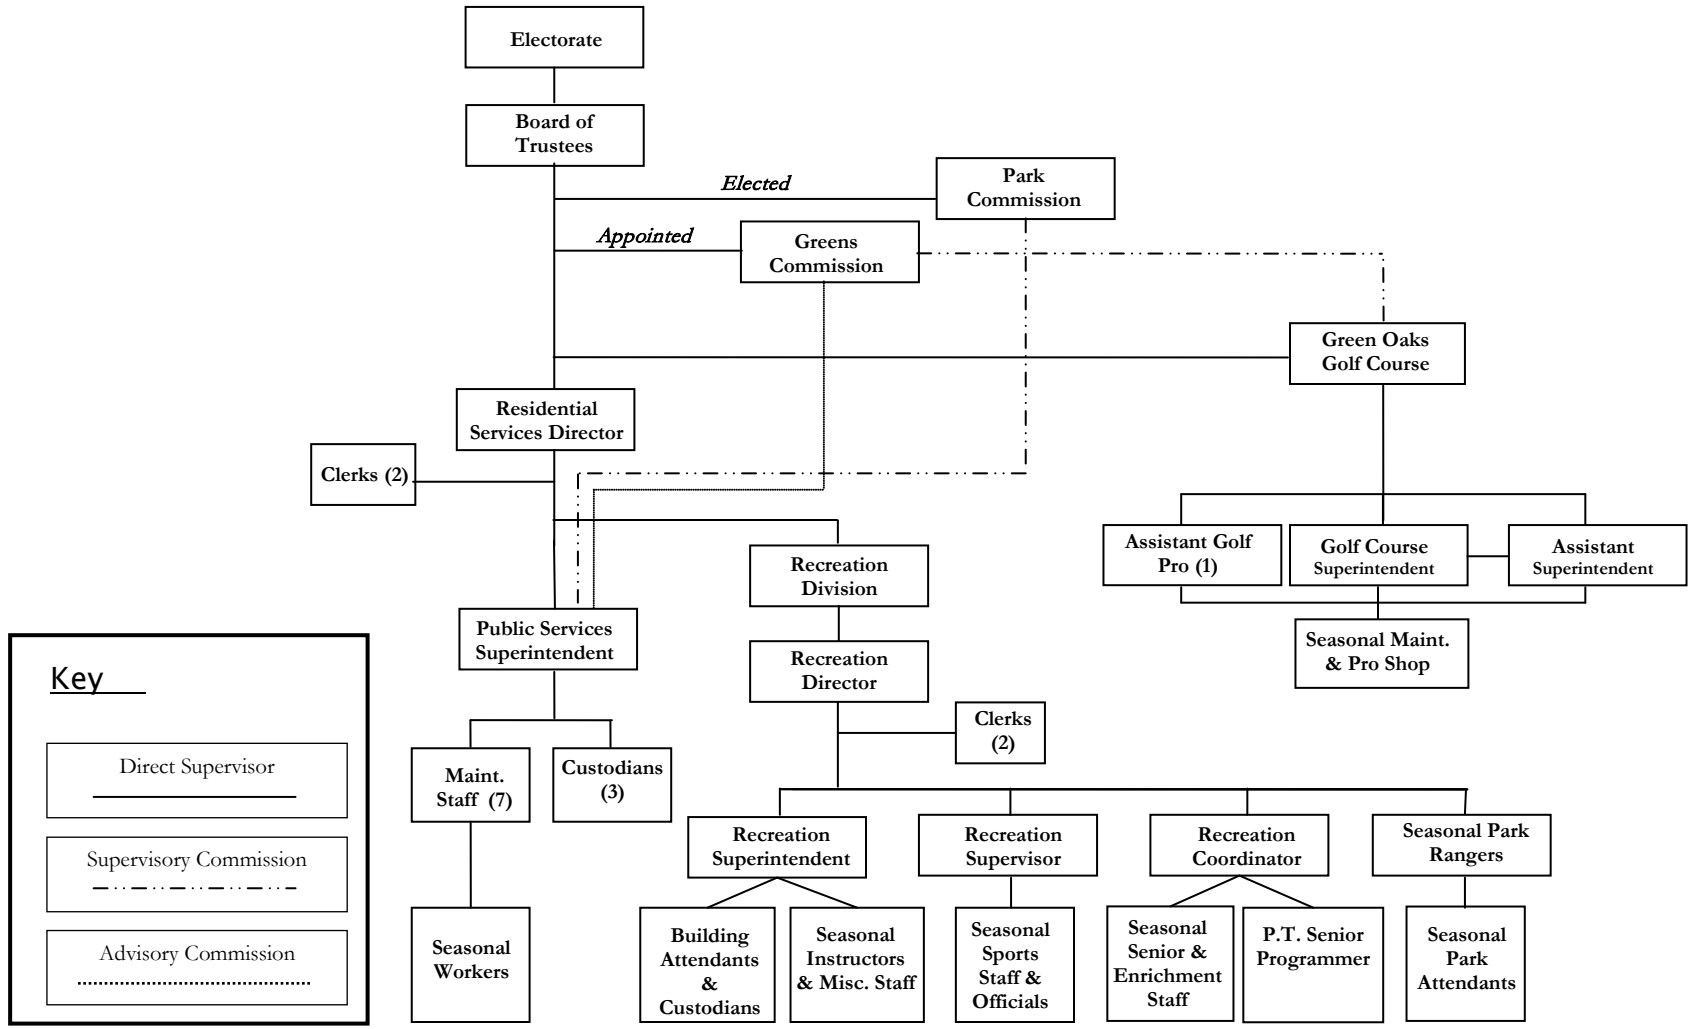 Electorate
Board of
Trustees
Elected
Park
Commission
Appointed
Greens
Commission
Green Oaks
Golf Course
Residential
Services Director
Clerks (2)
Assistant Golf
Pro (1)
Golf Course
Superintendent
Assistant
Superintendent
Recreation
Division
Public Services
Superintendent
Seasonal Maint.
& Pro Shop
Recreation
Director
Key
Clerks
(2)
Direct Supervisor
Maint.
Staff (7)
Custodians
(3)
Recreation
Superintendent
Recreation
Supervisor
Recreation
Coordinator
Seasonal Park
Rangers
Supervisory Commission
Advisory Commission
Seasonal
Workers
Building
Attendants
&
Custodians
Seasonal
Instructors
& Misc. Staff
Seasonal
Sports
Staff &
Officials
Seasonal
Senior &
Enrichment
Staff
P.T. Senior
Programmer
Seasonal
Park
Attendants